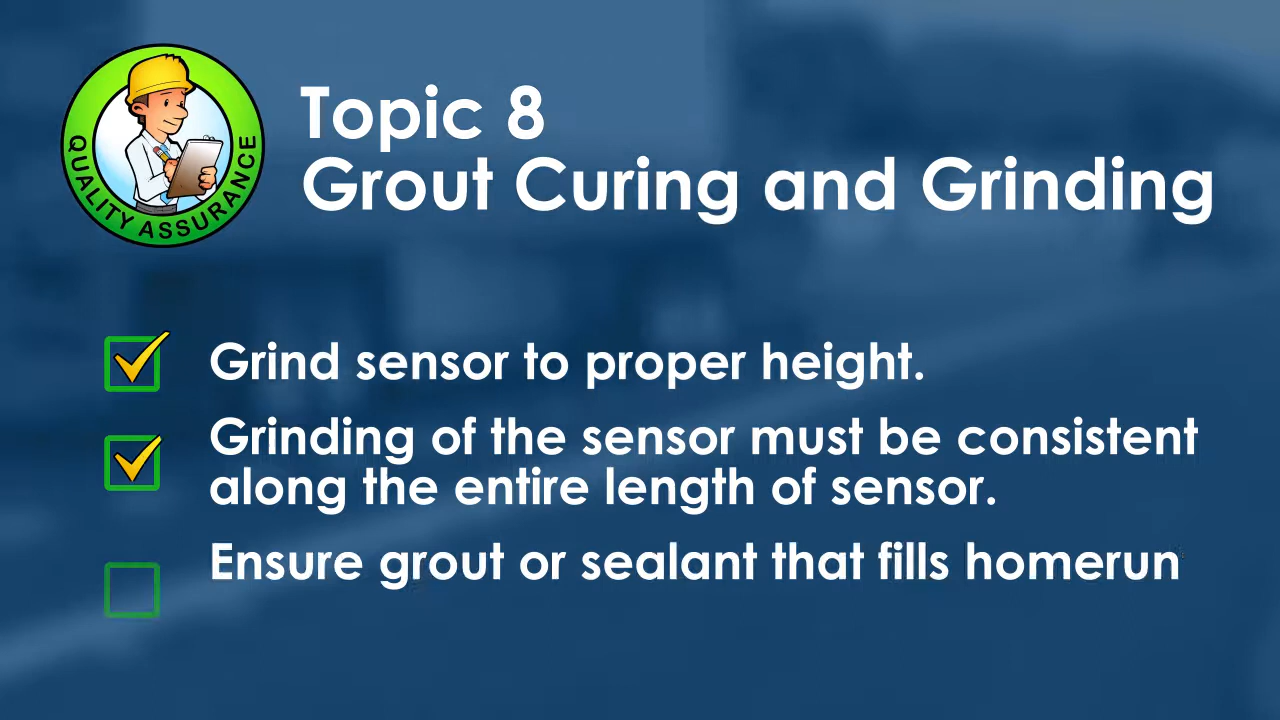 QUALITY ASSURANCE
Topic 8
Grout Curing and Grinding
Grind sensor to proper height.
Grinding of the sensor must be consistent
along the entire length of sensor.
Ensure grout or sealant that fills homerun